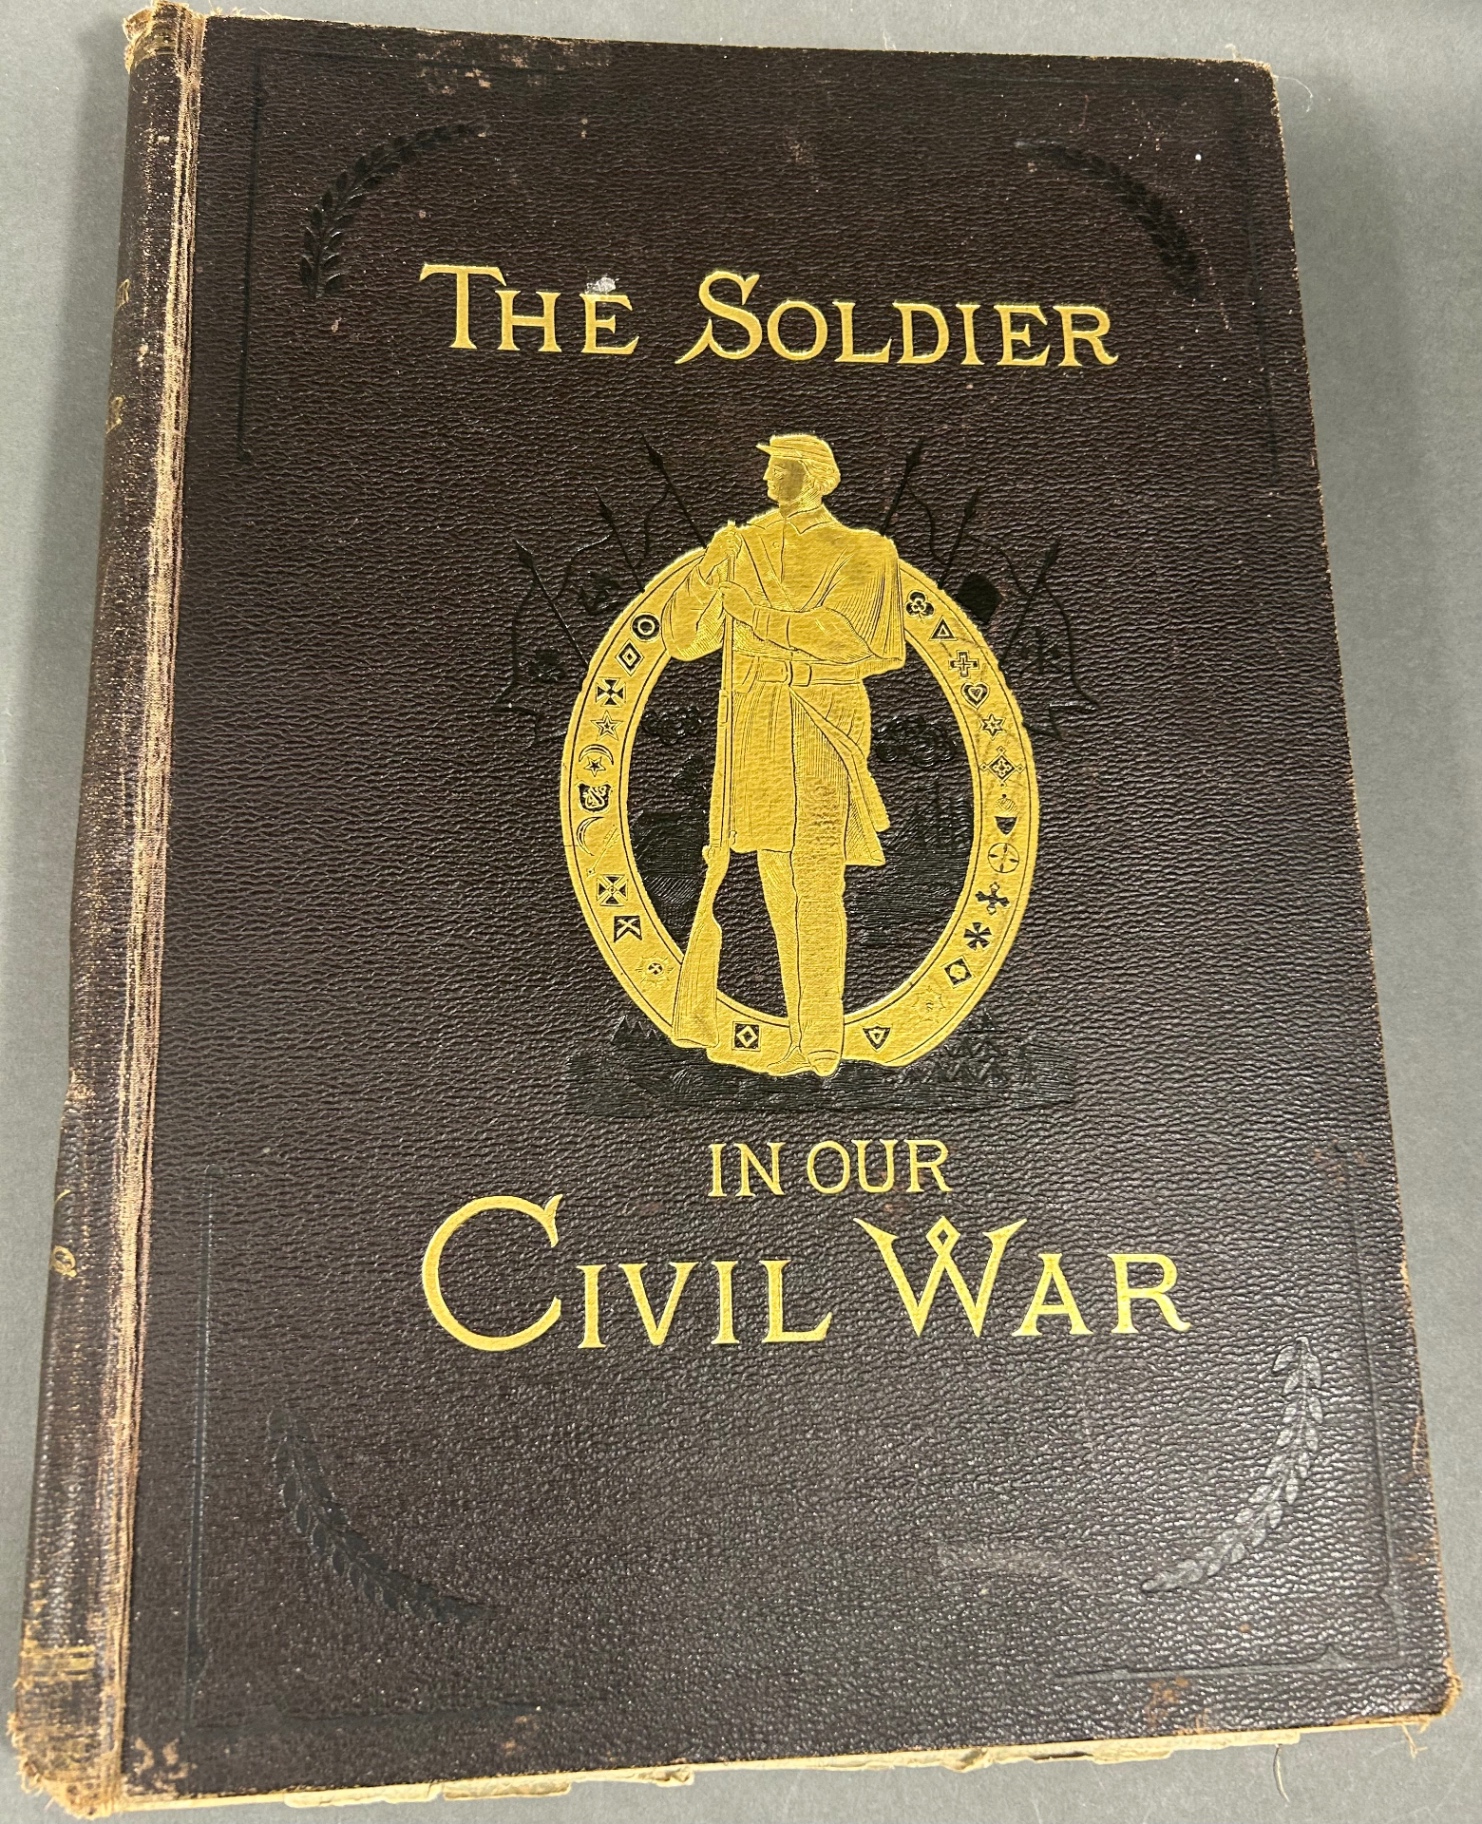 THE SOLDIER
IN OUR
CIVIL WAR